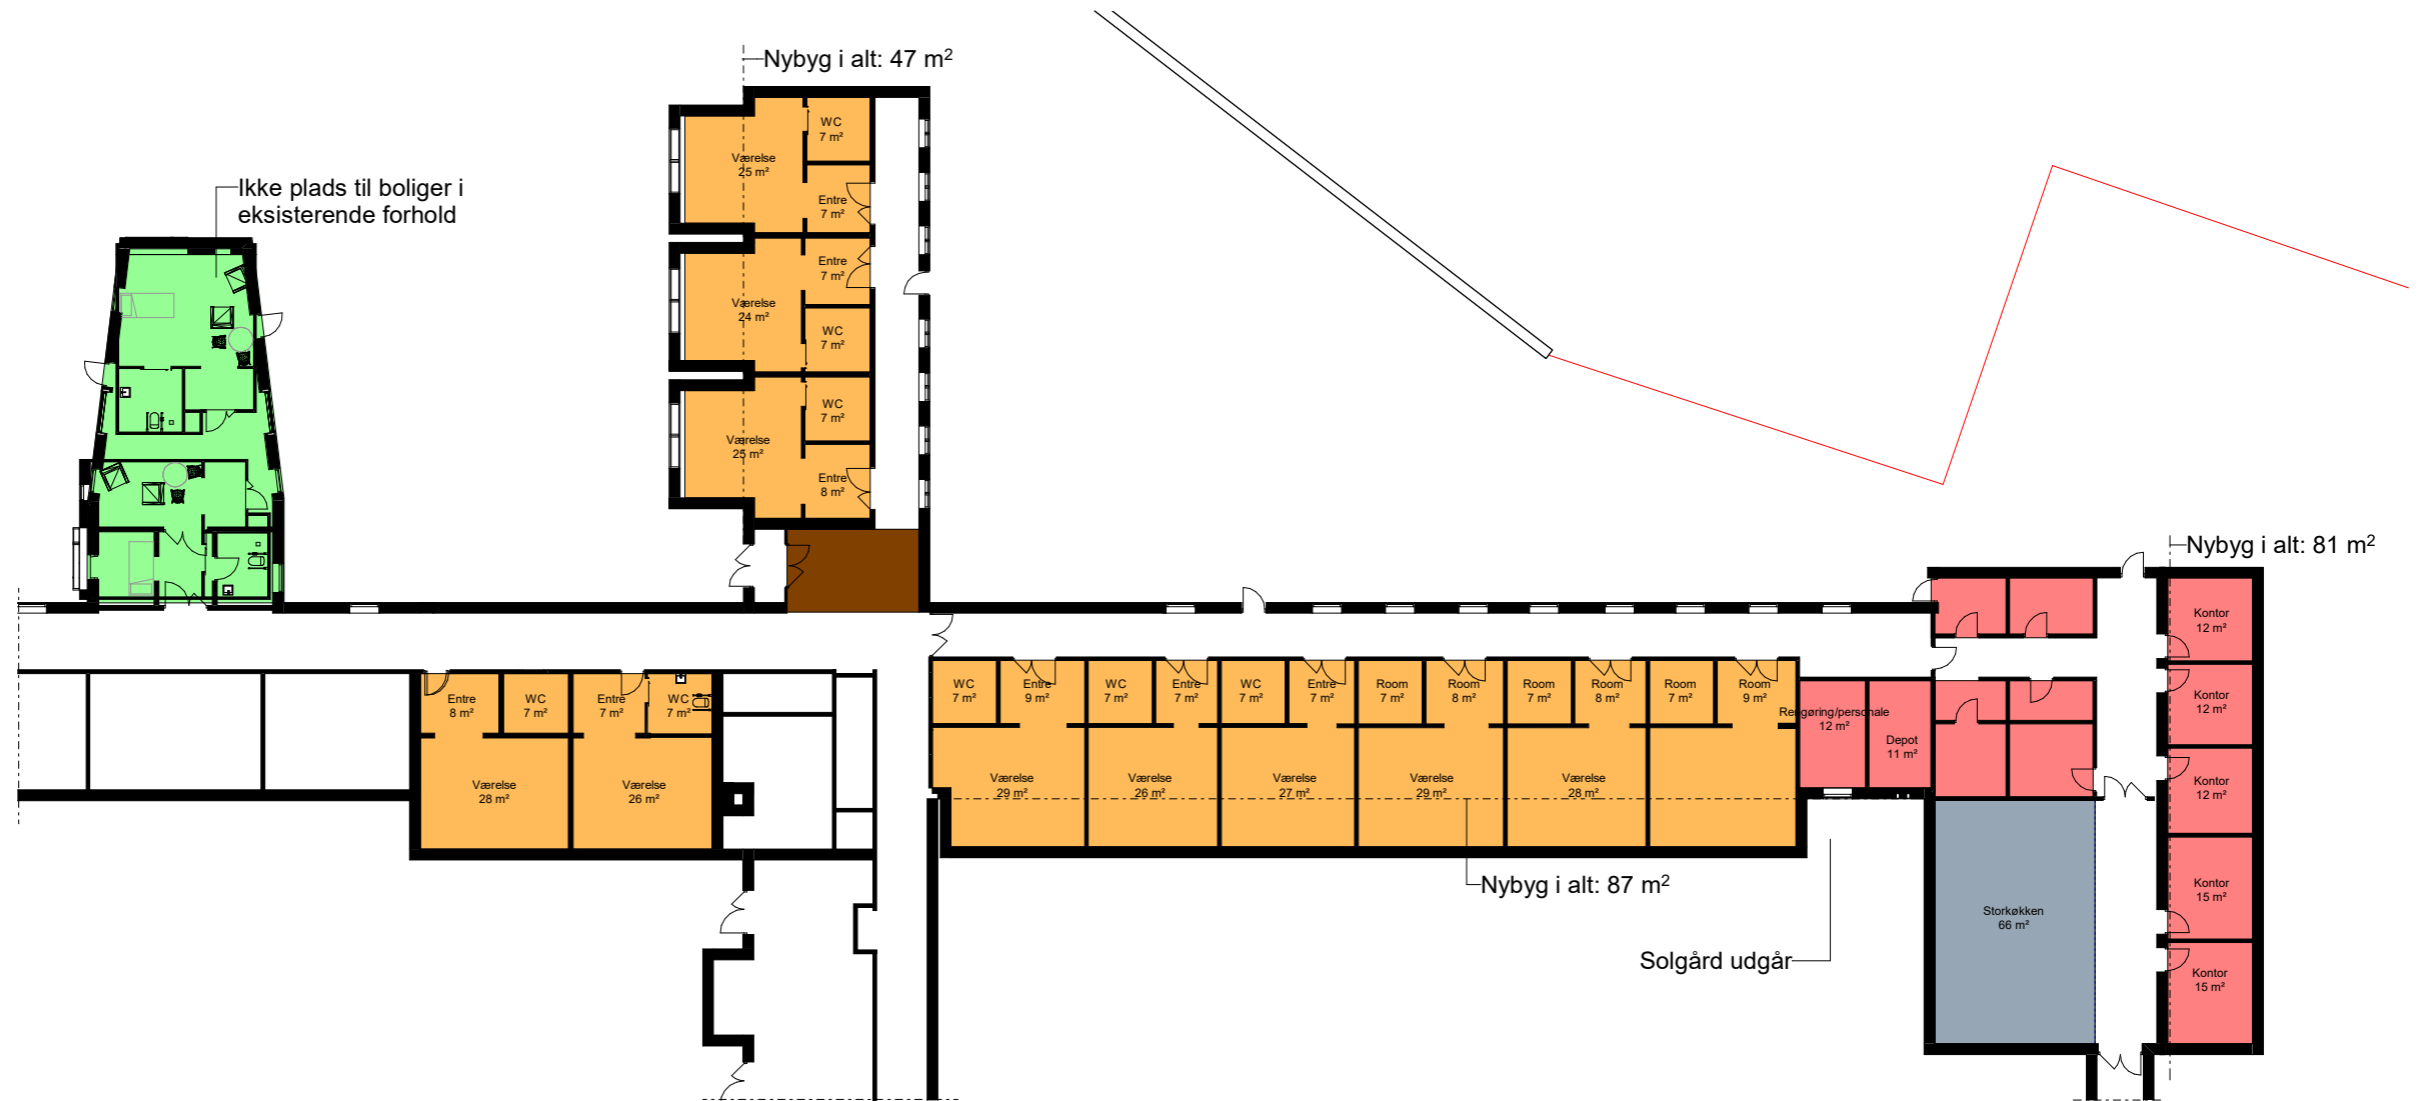 Nybyg i alt: 47 m²
Ikke plads til boliger i
eksisterende forhold
WC
7 m²
Værelse
25 m²
Entre
7 m²
Entre
7 m²
Værelse
24 m²
WC
7 m²
WC
7 m²
Værelse
25 m²
Entre
8 m²
Nybyg i alt: 81 m²
Kontor
12 m²
Kontor
12 m²
Kontor
12 m²
Kontor
15 m²
Kontor
15 m²
Entre
8 m²
WC
7 m²
Entre
7 m²
WC
7 m²
Værelse
28 m²
Værelse
26 m²
WC
7 m²
Entre
9 m²
WC
7 m²
Entre
7 m²
WC
7 m²
Entre
7 m²
Room
7 m²
Room
8 m²
Room
7 m²
Room
8 m²
Room
7 m²
Room
9 m²
Rengøring/personale
12 m²
Depot
11 m²
Værelse
29 m²
Værelse
26 m²
Værelse
27 m²
Værelse
29 m²
Værelse
28 m²
Nybyg i alt: 87 m²
Storkøkken
66 m²
Solgård udgår